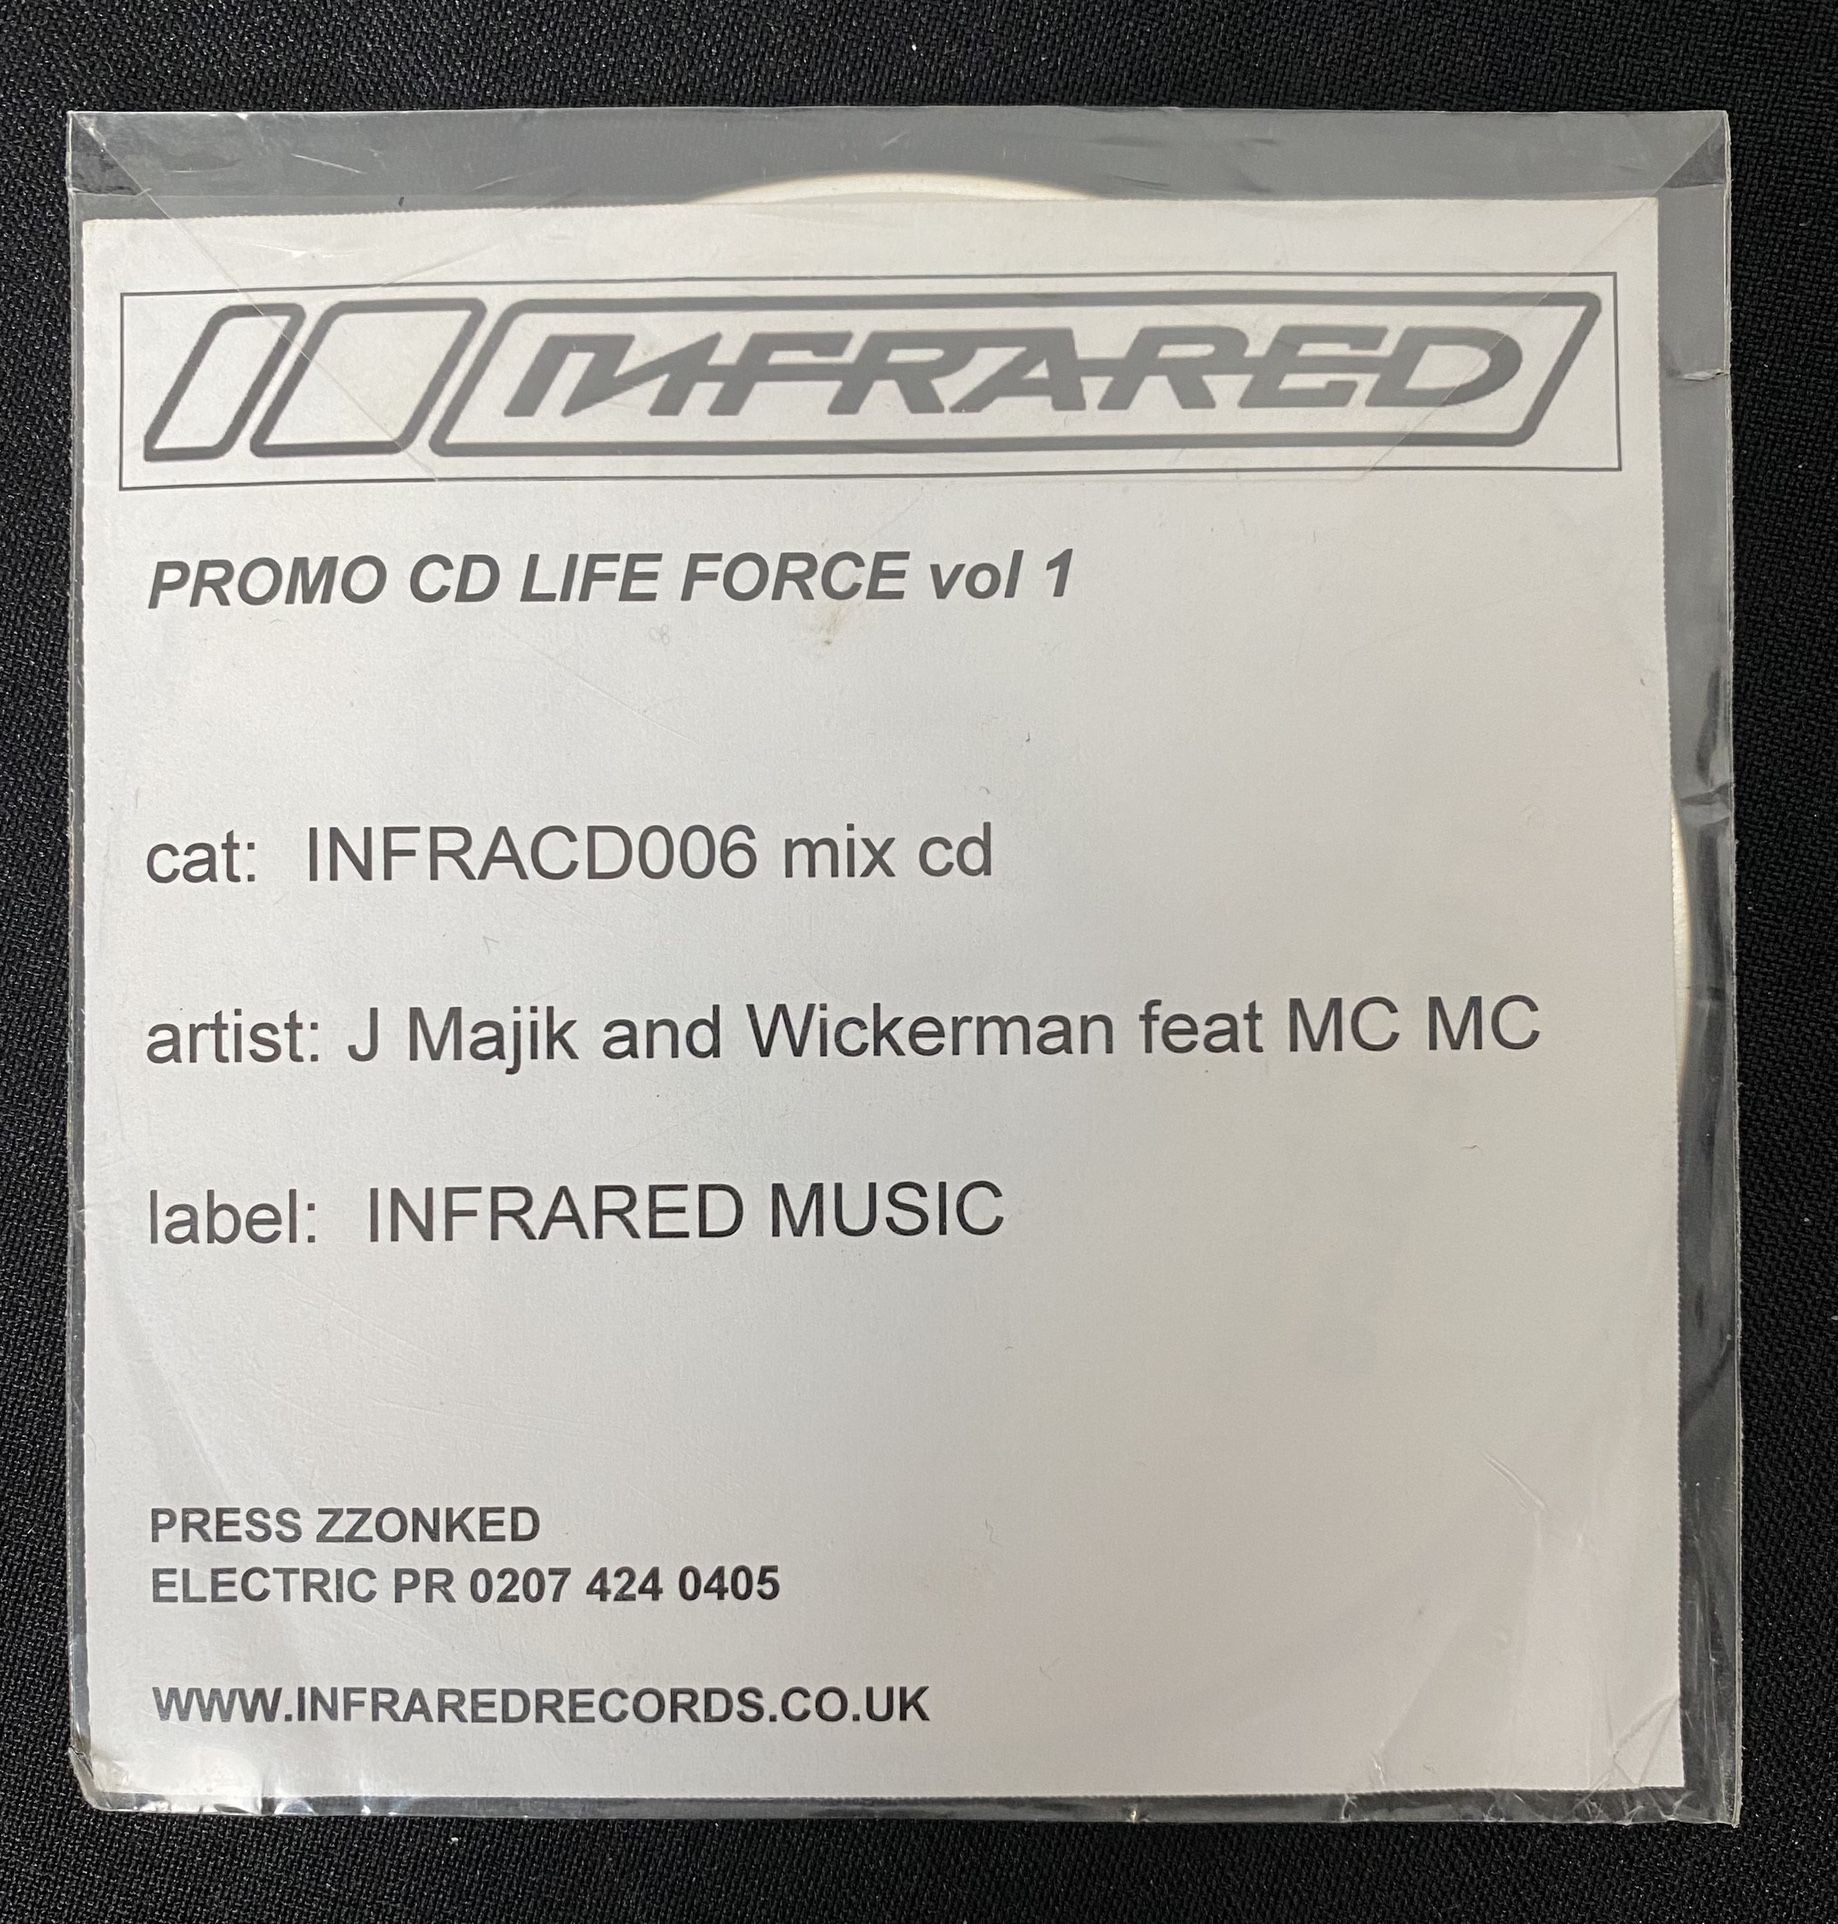 INFRARED
PROMO CD LIFE FORCE vol 1
cat: INFRACD006 mix cd
artist: J Majik and Wickerman feat MC MC
label: INFRARED MUSIC
PRESS ZZONKED
ELECTRIC PR 0207 424 0405
WWW.INFRAREDRECORDS.CO.UK